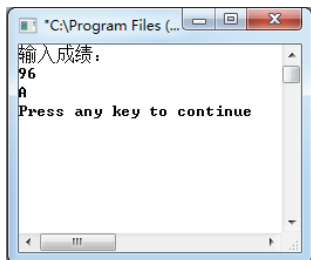 "C:\Program Files (...
输入成绩：
96
A
Press any key to continue